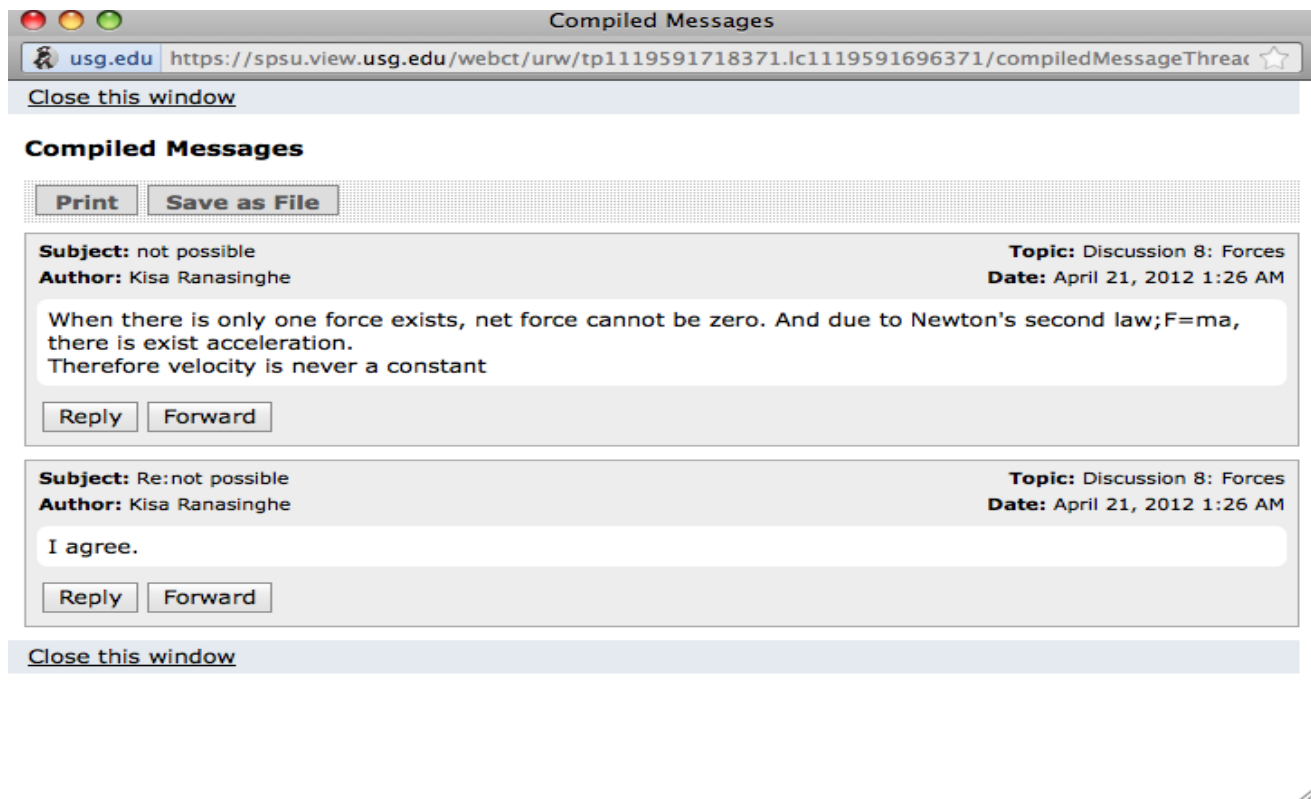 Compiled Messages
usg.edu https://spsu.view.usg.edu/webct/urw/tp1119591718371.lc1119591696371/compiledMessageThreac
Close this window
Compiled Messages
Print Save as File
Subject: not possible Topic: Discussion 8: Forces
Author: Kisa Ranasinghe Date: April 21, 2012 1:26 AM
When there is only one force exists, net force cannot be zero. And due to Newton's second law;F=ma,
there is exist acceleration.
Therefore velocity is never a constant
Reply Forward
Subject: Re:not possible Topic: Discussion 8: Forces
Author: Kisa Ranasinghe Date: April 21, 2012 1:26 AM
I agree.
Reply Forward
Close this window